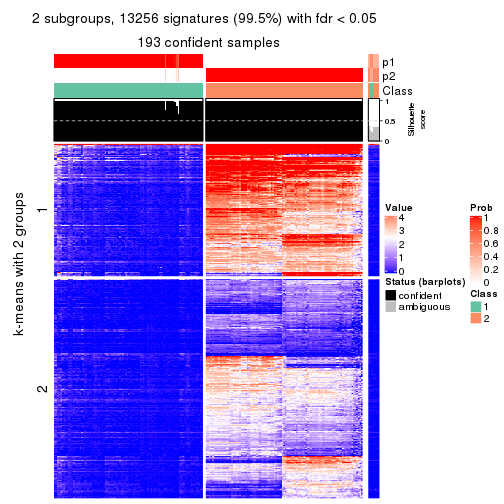 2 subgroups, 13256 signatures (99.5%) with fdr < 0.05
193 confident samples
p1
p2
Class
1
0.5
0
Silhouette
score
k-means with 2 groups
1
2
Value
4
3
2
1
0
Status (barplots)
confident
ambiguous
Prob
1
0.8
0.6
0.4
0.2
0
Class
1
2